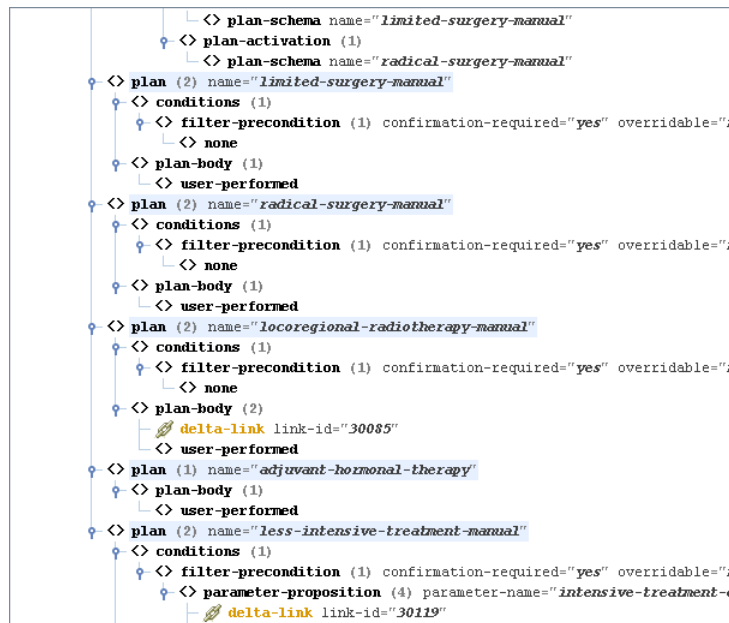 <> plan-schema name="limited-surgery-manual"
<> plan-activation (1)
<> plan-schema name="radical-surgery-manual"
<> plan (2) name="limited-surgery-manual"
<> conditions (1)
<> filter-precondition (1) confirmation-required="yes" overridable="
<> none
<> plan-body (1)
<> user-performed
<> plan (2) name="radical-surgery-manual"
<> conditions (1)
<> filter-precondition (1) confirmation-required="yes" overridable="
<> none
<> plan-body (1)
<> user-performed
<> plan (2) name="locoregional-radiotherapy-manual"
<> conditions (1)
<> filter-precondition (1) confirmation-required="yes" overridable="
<> none
<> plan-body (2)
delta-link link-id="30085"
<> user-performed
<> plan (1) name="adjuvant-hormonal-therapy"
<> plan-body (1)
<> user-performed
<> plan (2) name="less-intensive-treatment-manual"
<> conditions (1)
<> filter-precondition (1) confirmation-required="yes" overridable="
<> parameter-proposition (4) parameter-name="intensive-treatment-
delta-link link-id="30119"